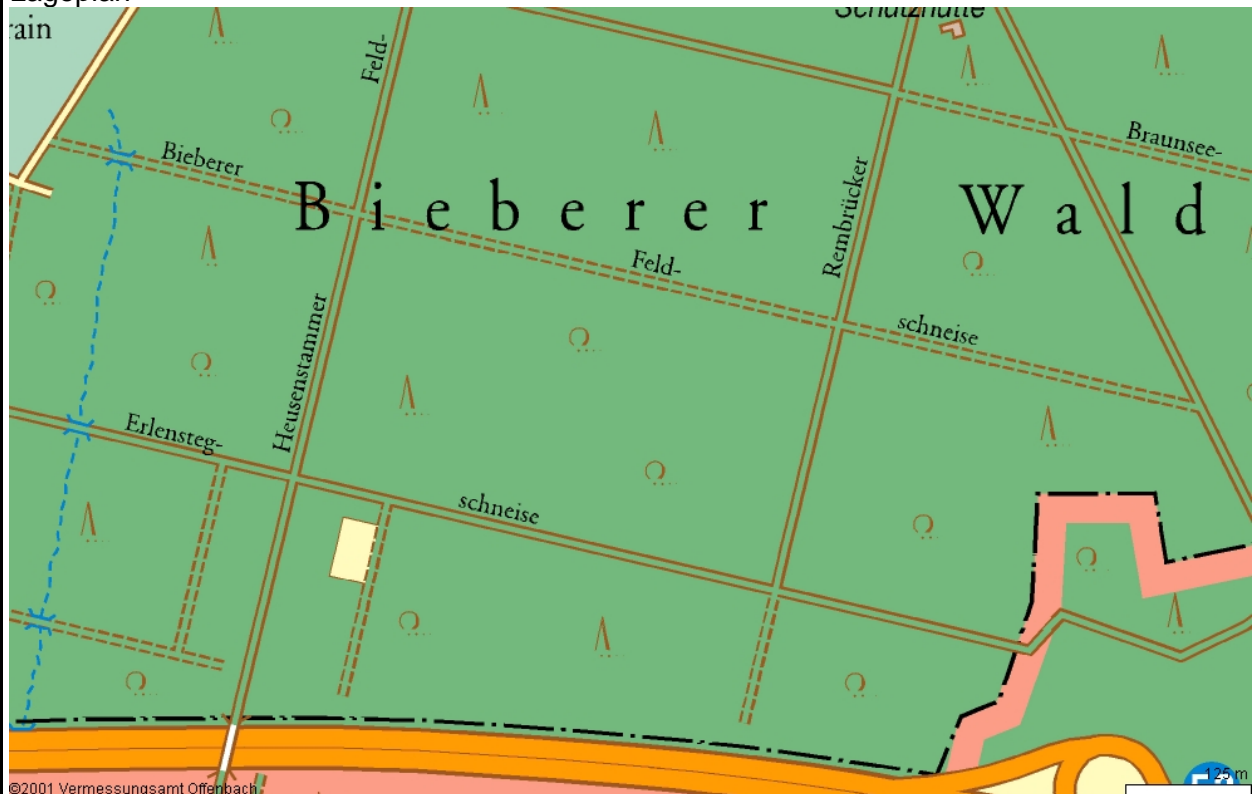 Lageplan
rain
Schutzhütte
Feld-
Braunsee-
Bieberer
Bieberer Wald
Rembrücker
Feld-
schneise
Heusenstammer
Erlensteg-
schneise
125 m
©2001 Vermessungsamt Offenbach